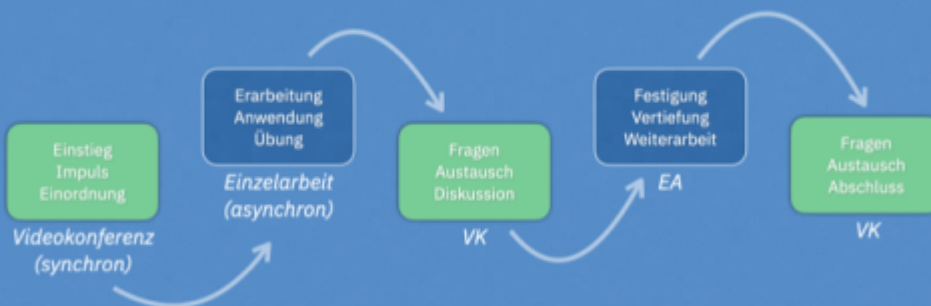 Einstieg
Impuls
Einordnung
Videokonferenz
(synchron)
Erarbeitung
Anwendung
Übung
Einzelarbeit
(asynchron)
Fragen
Austausch
Diskussion
VK
Festigung
Vertiefung
Weiterarbeit
EA
Fragen
Austausch
Abschluss
VK